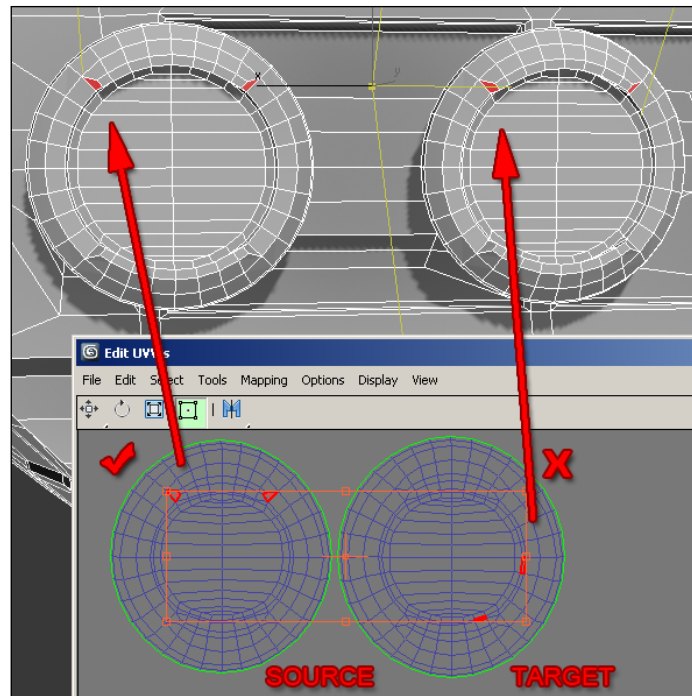 x
y
Edit UVWs
File Edit Select Tools Mapping Options Display View
X
SOURCE TARGET